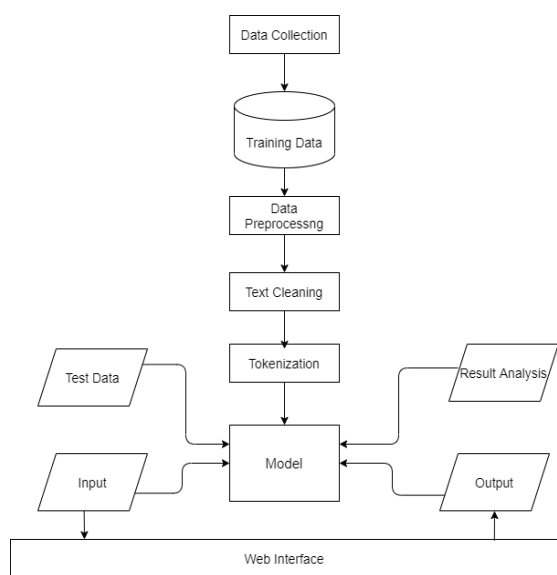 Data Collection
Training Data
Data
Preprocessng
Text Cleaning
Tokenization
Test Data
Result Analysis
Model
Input
Output
Web Interface